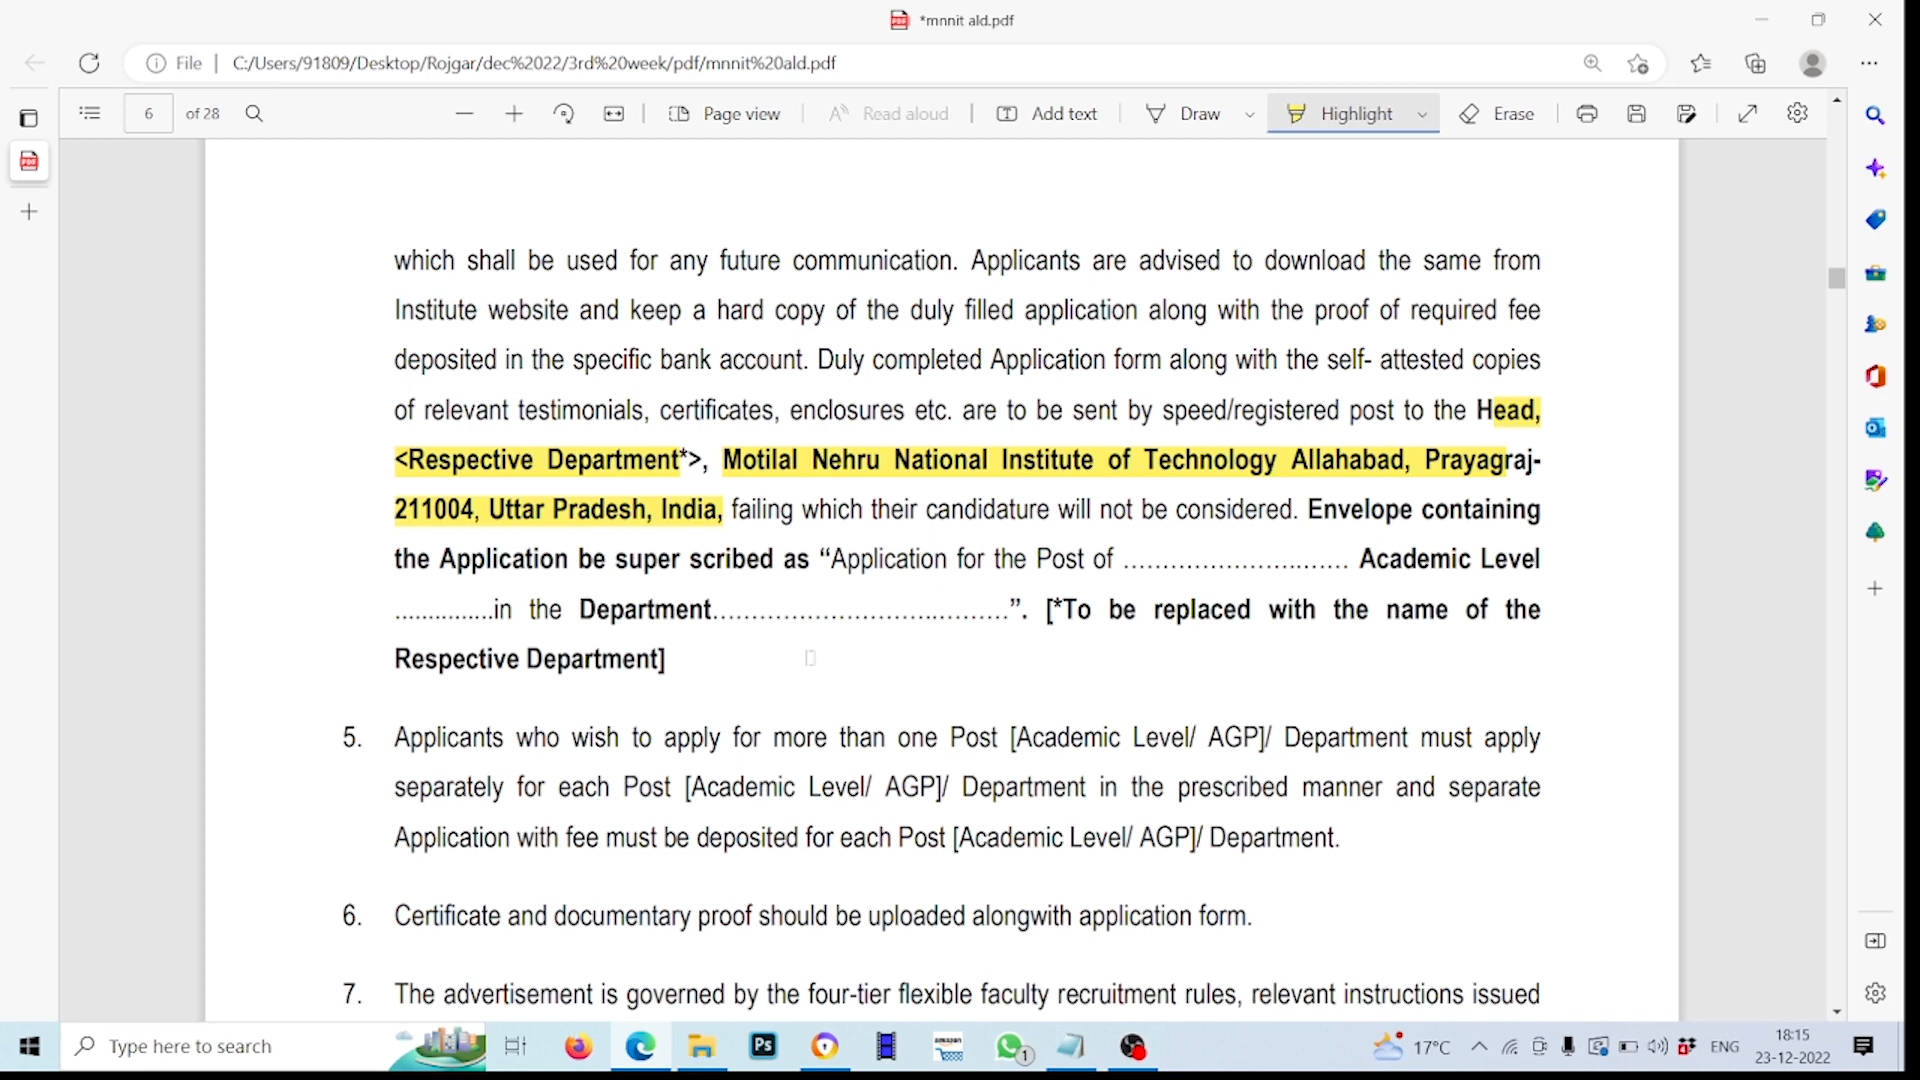 *mnnit ald.pdf
File | C:/Users/91809/Desktop/Rojgar/dec%2022/3rd%20week/pdf/mnnit%20ald.pdf
6 of 28 Page view Read aloud Add text Draw Highlight Erase
which shall be used for any future communication. Applicants are advised to download the same from
Institute website and keep a hard copy of the duly filled application along with the proof of required fee
deposited in the specific bank account. Duly completed Application form along with the self- attested copies
of relevant testimonials, certificates, enclosures etc. are to be sent by speed/registered post to the Head,
<Respective Department*>, Motilal Nehru National Institute of Technology Allahabad, Prayagraj-
211004, Uttar Pradesh, India, failing which their candidature will not be considered. Envelope containing
the Application be super scribed as “Application for the Post of ............................. Academic Level
...............in the Department......................................”. [*To be replaced with the name of the
Respective Department]
5. Applicants who wish to apply for more than one Post [Academic Level/ AGP]/ Department must apply
separately for each Post [Academic Level/ AGP]/ Department in the prescribed manner and separate
Application with fee must be deposited for each Post [Academic Level/ AGP]/ Department.
6. Certificate and documentary proof should be uploaded alongwith application form.
7. The advertisement is governed by the four-tier flexible faculty recruitment rules, relevant instructions issued
Type here to search
Ps
amazon
1
17°C
ENG
18:15
23-12-2022